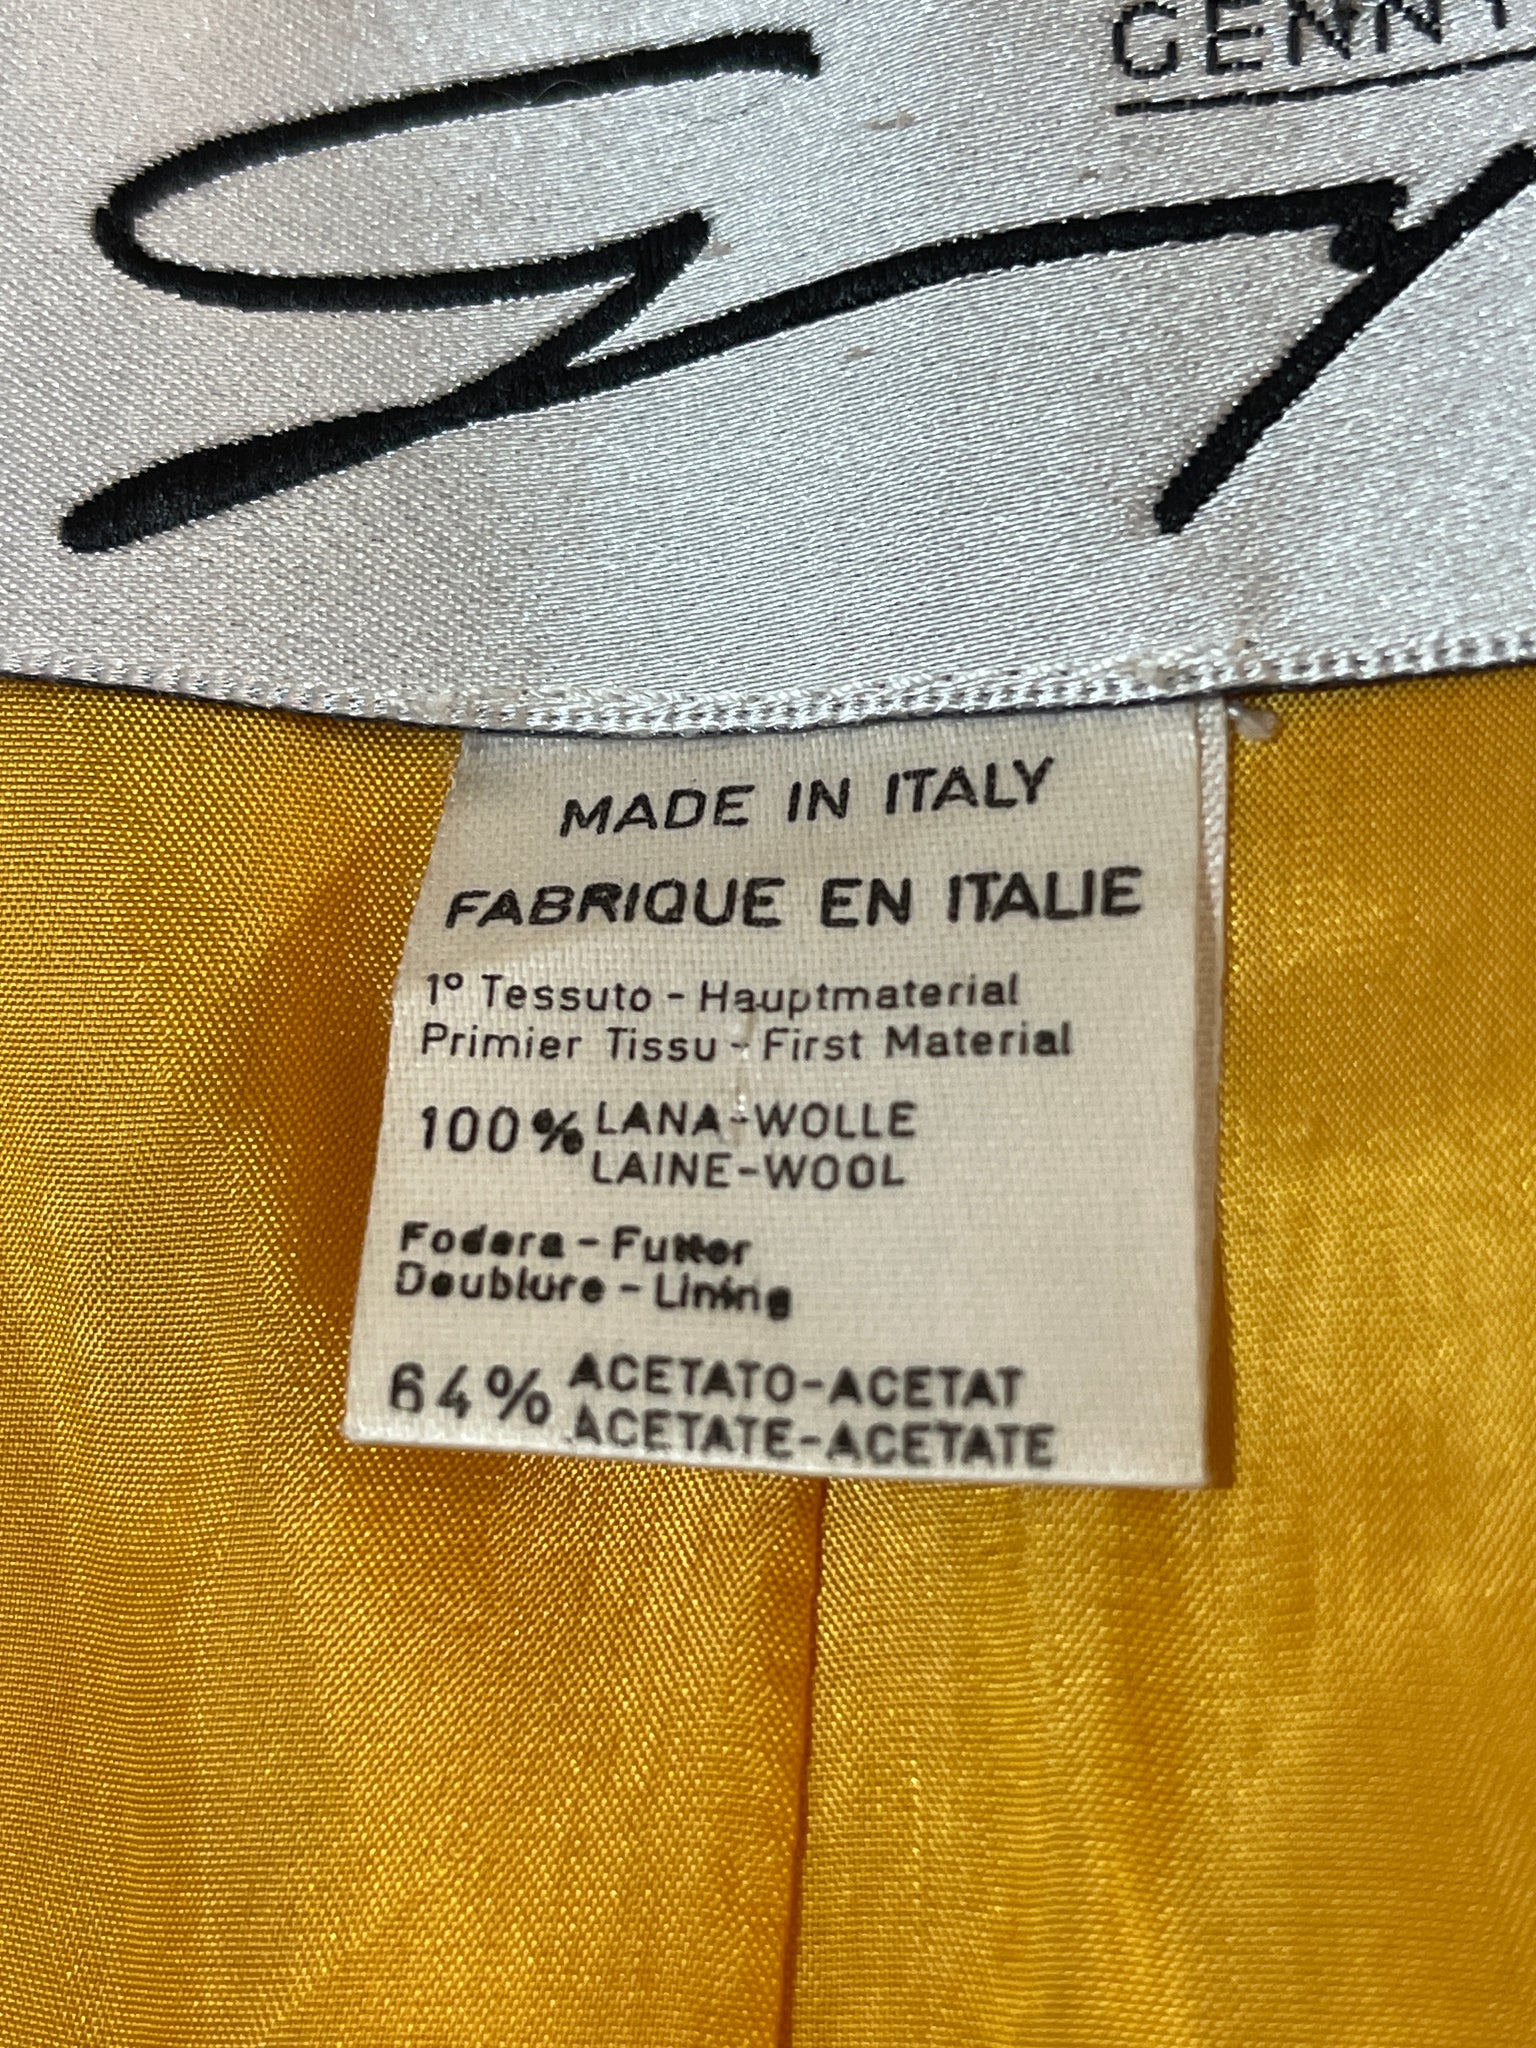 GENNY
MADE IN ITALY
FABRIQUE EN ITALIE
1° Tessuto - Hauptmaterial
Primier Tissu - First Material
100% LANA-WOLLE
LAINE-WOOL
Fodera - Futter
Doublure - Lining
64% ACETATO-ACETAT
ACETATE-ACETATE